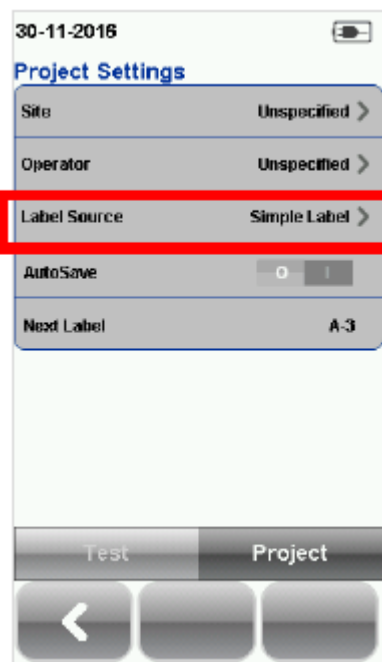 30-11-2016
Project Settings
Site Unspecified
Operator Unspecified
Label Source Simple Label
AutoSave O I
Next Label A-3
Test Project